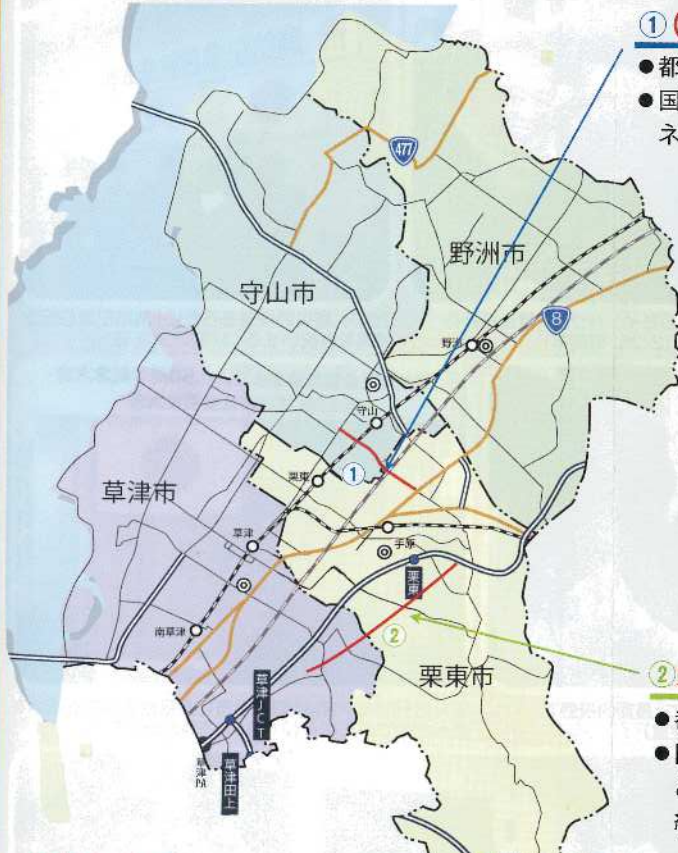 ①
●都
●国
ネ
477
野洲市
守山市
8
野洲
守山
①
栗東
草津市
草津
手原
栗東
南草津
②
栗東市
草津JCT
②
草津PA
草津田上